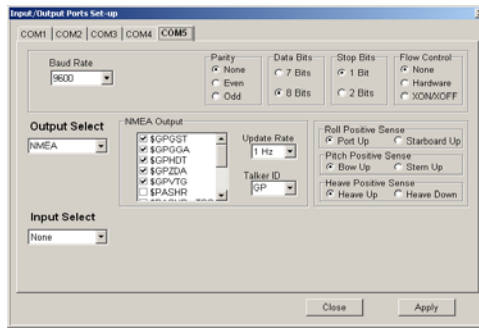 Input/Output Ports Set-up
COM1 COM2 COM3 COM4 COM5
Baud Rate
9600
Parity
None
Even
Odd
Data Bits
7 Bits
8 Bits
Stop Bits
1 Bit
2 Bits
Flow Control
None
Hardware
XON/XOFF
Output Select
NMEA
NMEA Output
$GPGST
$GPGGA
$GPHDT
$GPZDA
$GPVTG
$PASHR
Update Rate
1 Hz
Talker ID
GP
Roll Positive Sense
Port Up Starboard Up
Pitch Positive Sense
Bow Up Stern Up
Heave Positive Sense
Heave Up Heave Down
Input Select
None
Close Apply